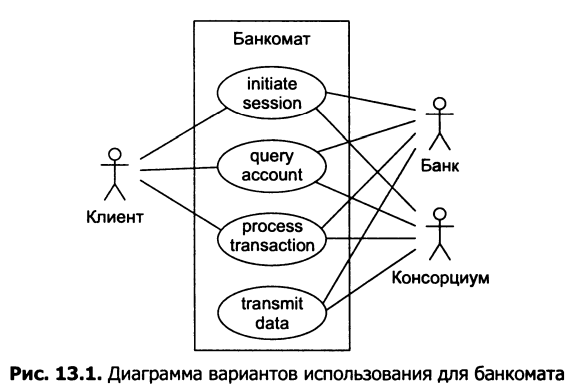 Банкомат
initiate
session
query
account
process
transaction
transmit
data
Клиент
Банк
Консорциум
Рис. 13.1. Диаграмма вариантов использования для банкомата